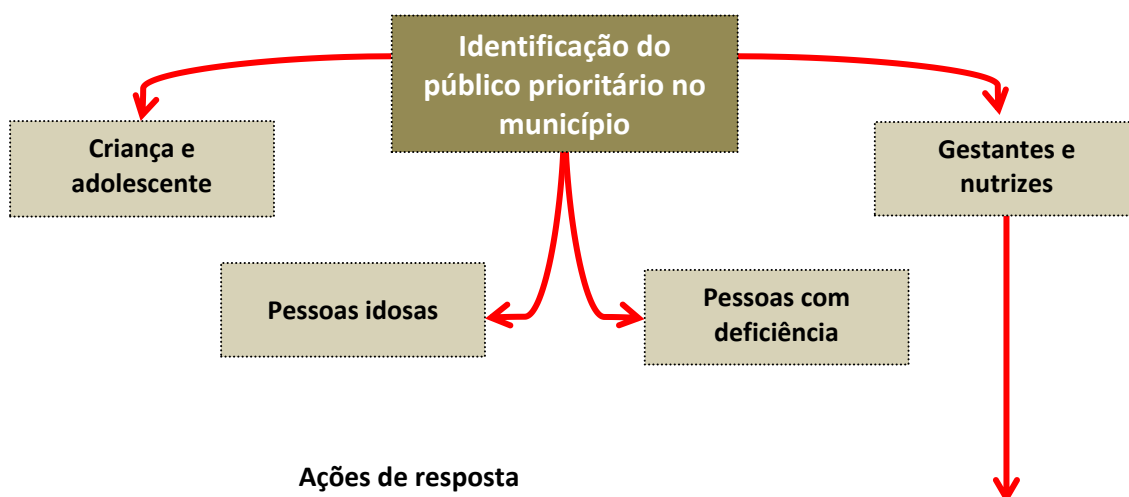 Identificação do
público prioritário no
município
Criança e
adolescente
Gestantes e
nutrizes
Pessoas idosas
Pessoas com
deficiência
Ações de resposta